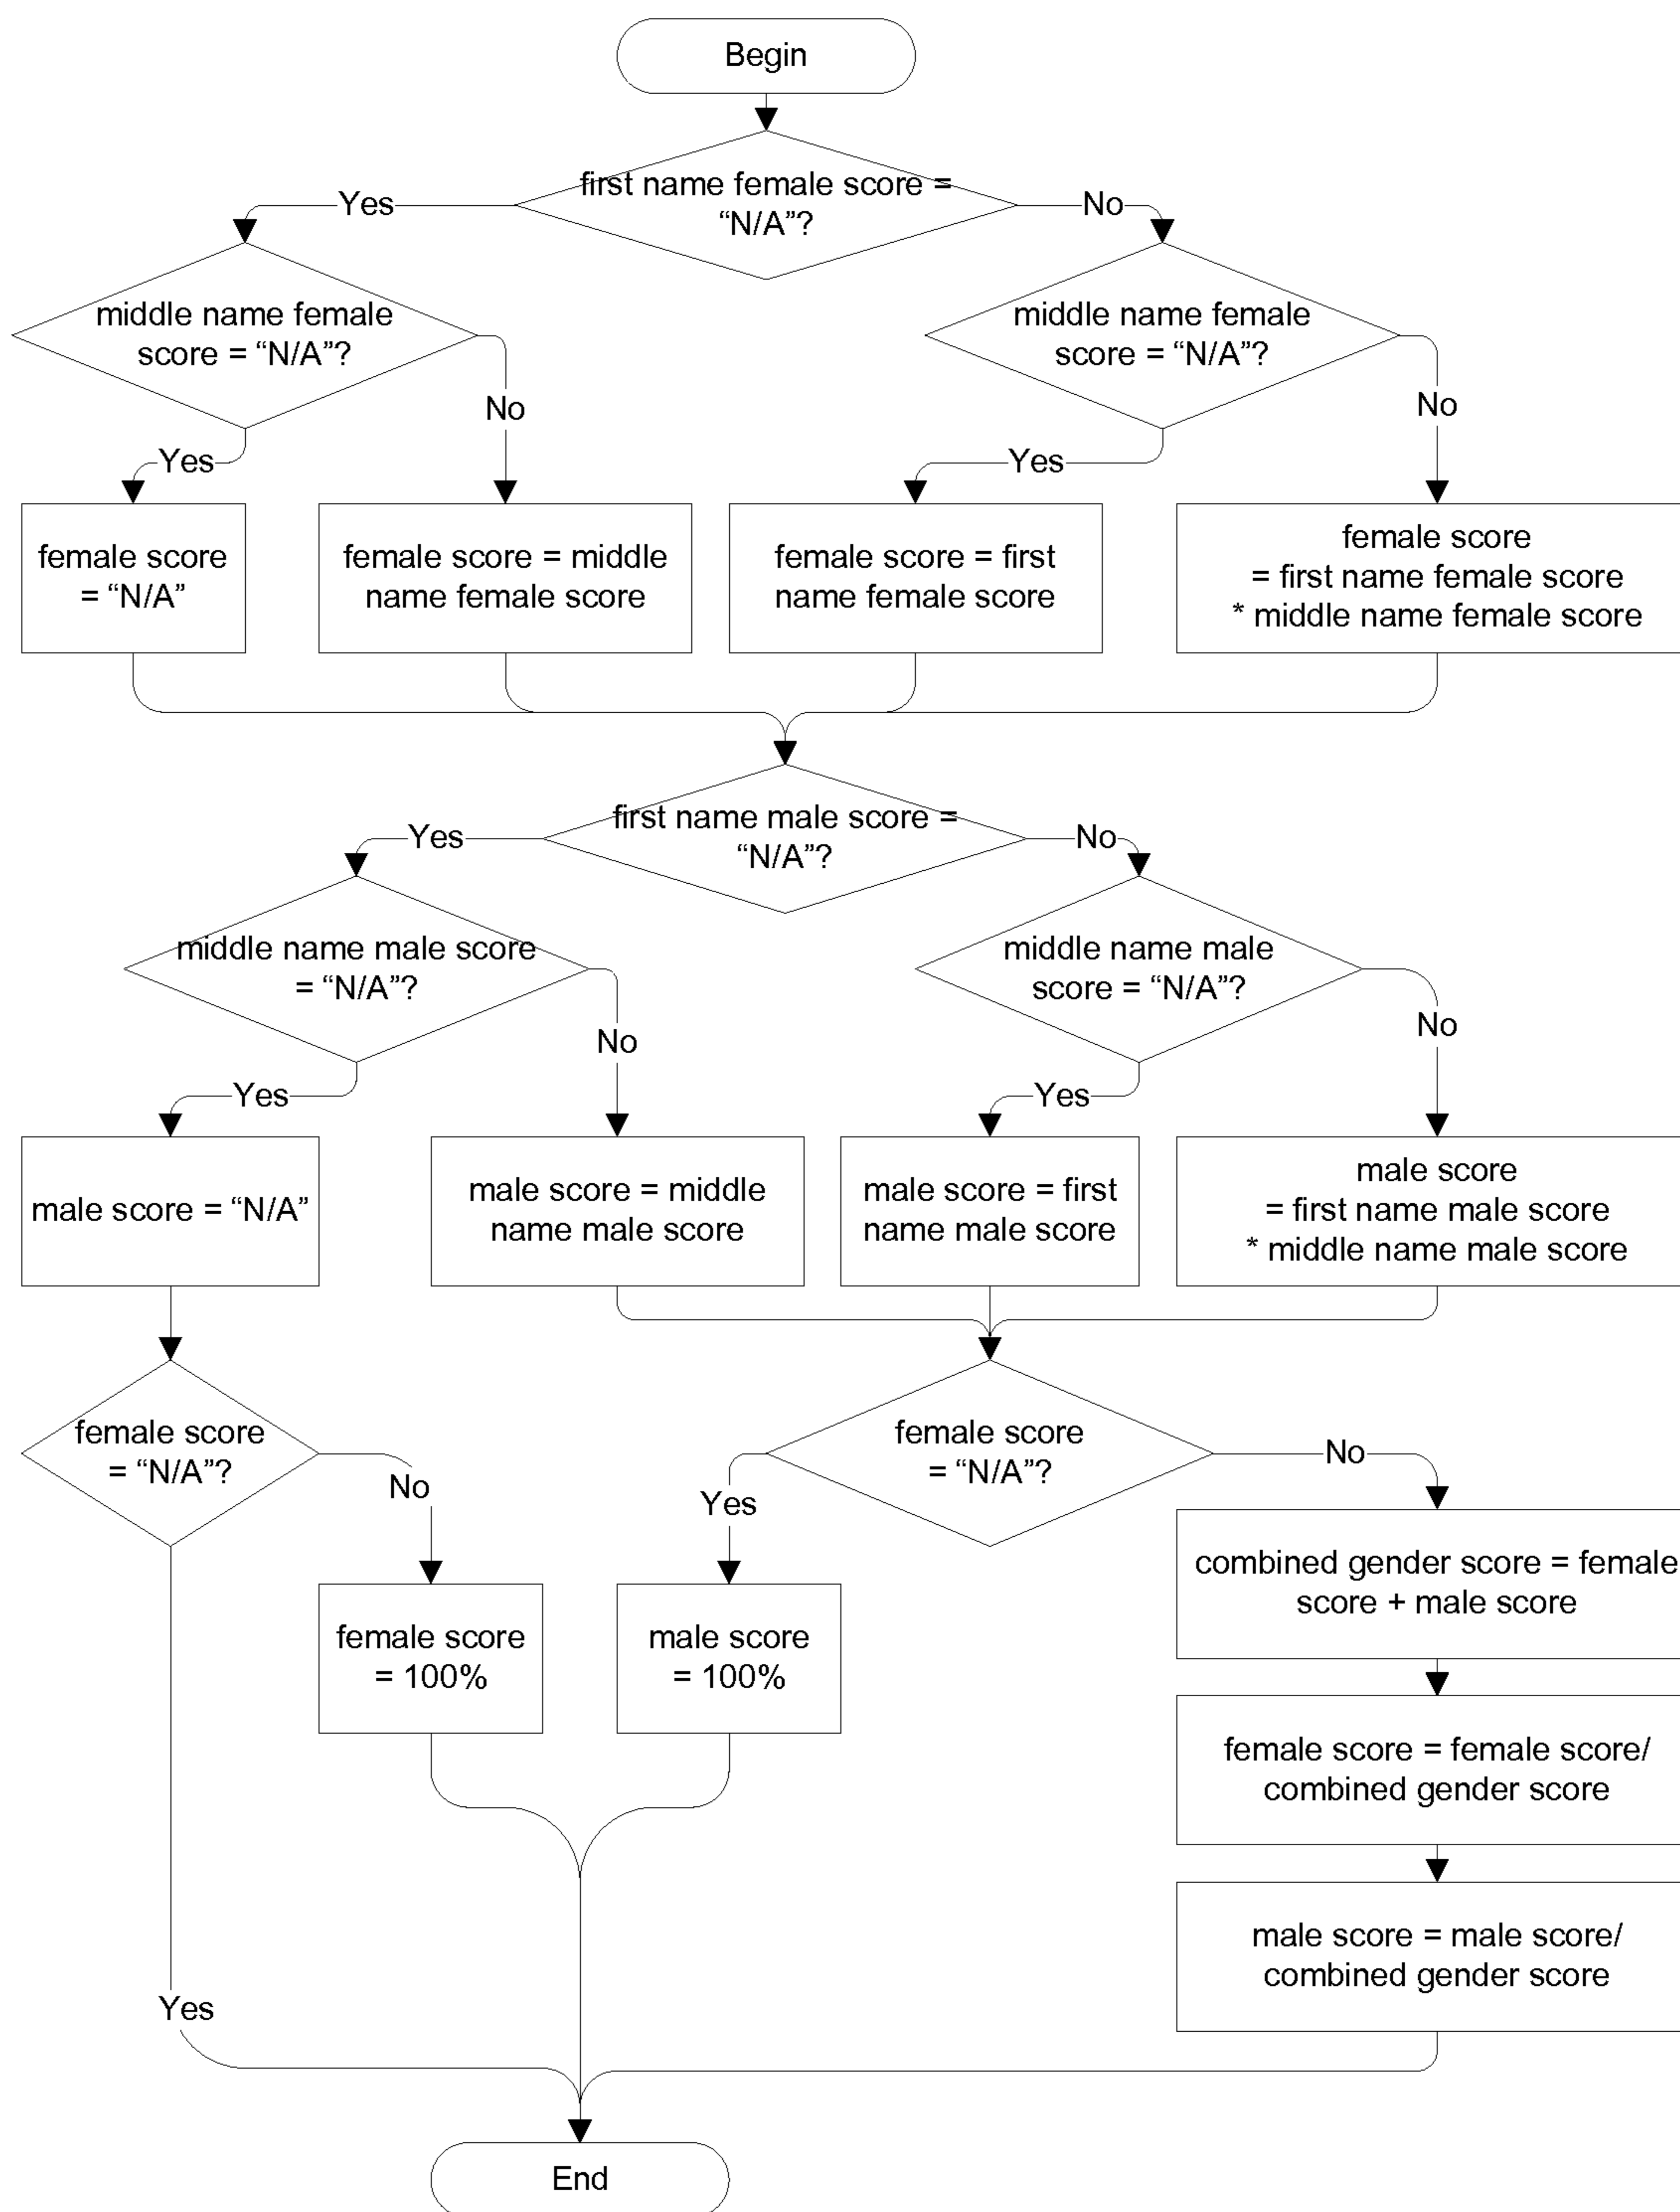 Begin
first name female score =
“N/A”?
Yes
No
middle name female
score = “N/A”?
middle name female
score = “N/A”?
No
No
Yes
Yes
female score
= “N/A”
female score = middle
name female score
female score = first
name female score
female score
= first name female score
* middle name female score
first name male score =
“N/A”?
Yes
No
middle name male score
= “N/A”?
middle name male
score = “N/A”?
No
No
Yes
Yes
male score = “N/A”
male score = middle
name male score
male score = first
name male score
male score
= first name male score
* middle name male score
female score
= “N/A”?
female score
= “N/A”?
No
No
Yes
combined gender score = female
score + male score
female score
= 100%
male score
= 100%
female score = female score/
combined gender score
male score = male score/
combined gender score
Yes
End